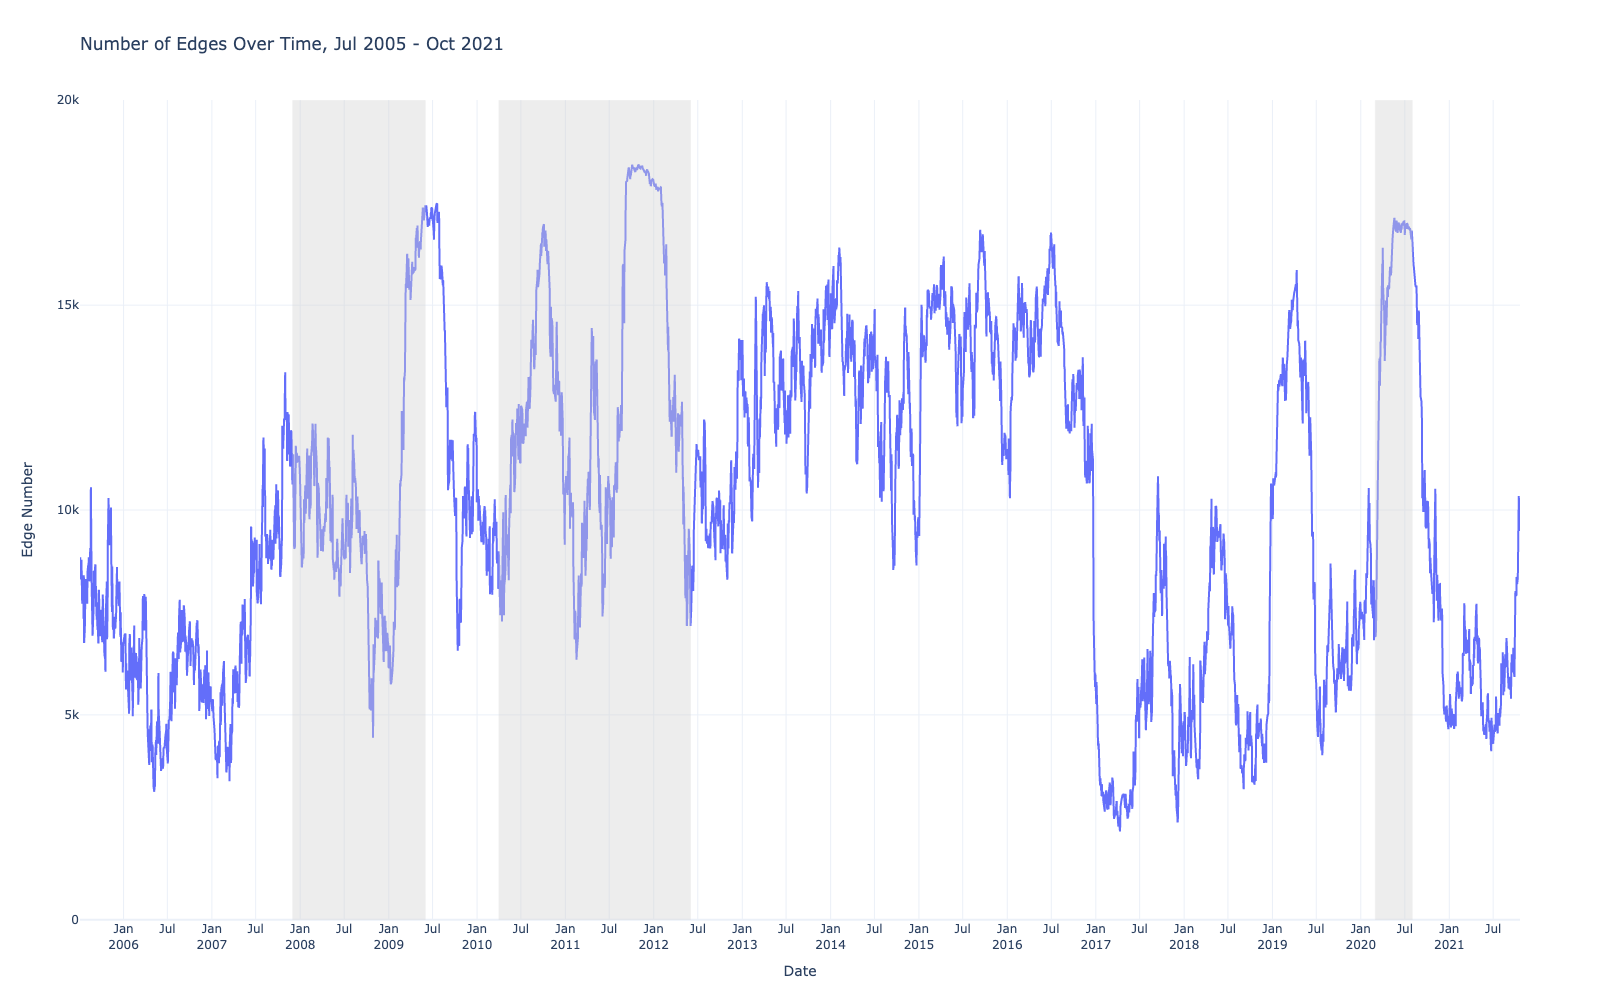 Number of Edges Over Time, Jul 2005 - Oct 2021
20k
15k
10k
5k
0
Edge Number
Jan Jul Jan Jul Jan Jul Jan Jul Jan Jul Jan Jul Jan Jul Jan Jul Jan Jul Jan Jul Jan Jul Jan Jul Jan Jul Jan Jul Jan Jul Jan Jul
2006 2007 2008 2009 2010 2011 2012 2013 2014 2015 2016 2017 2018 2019 2020 2021
Date